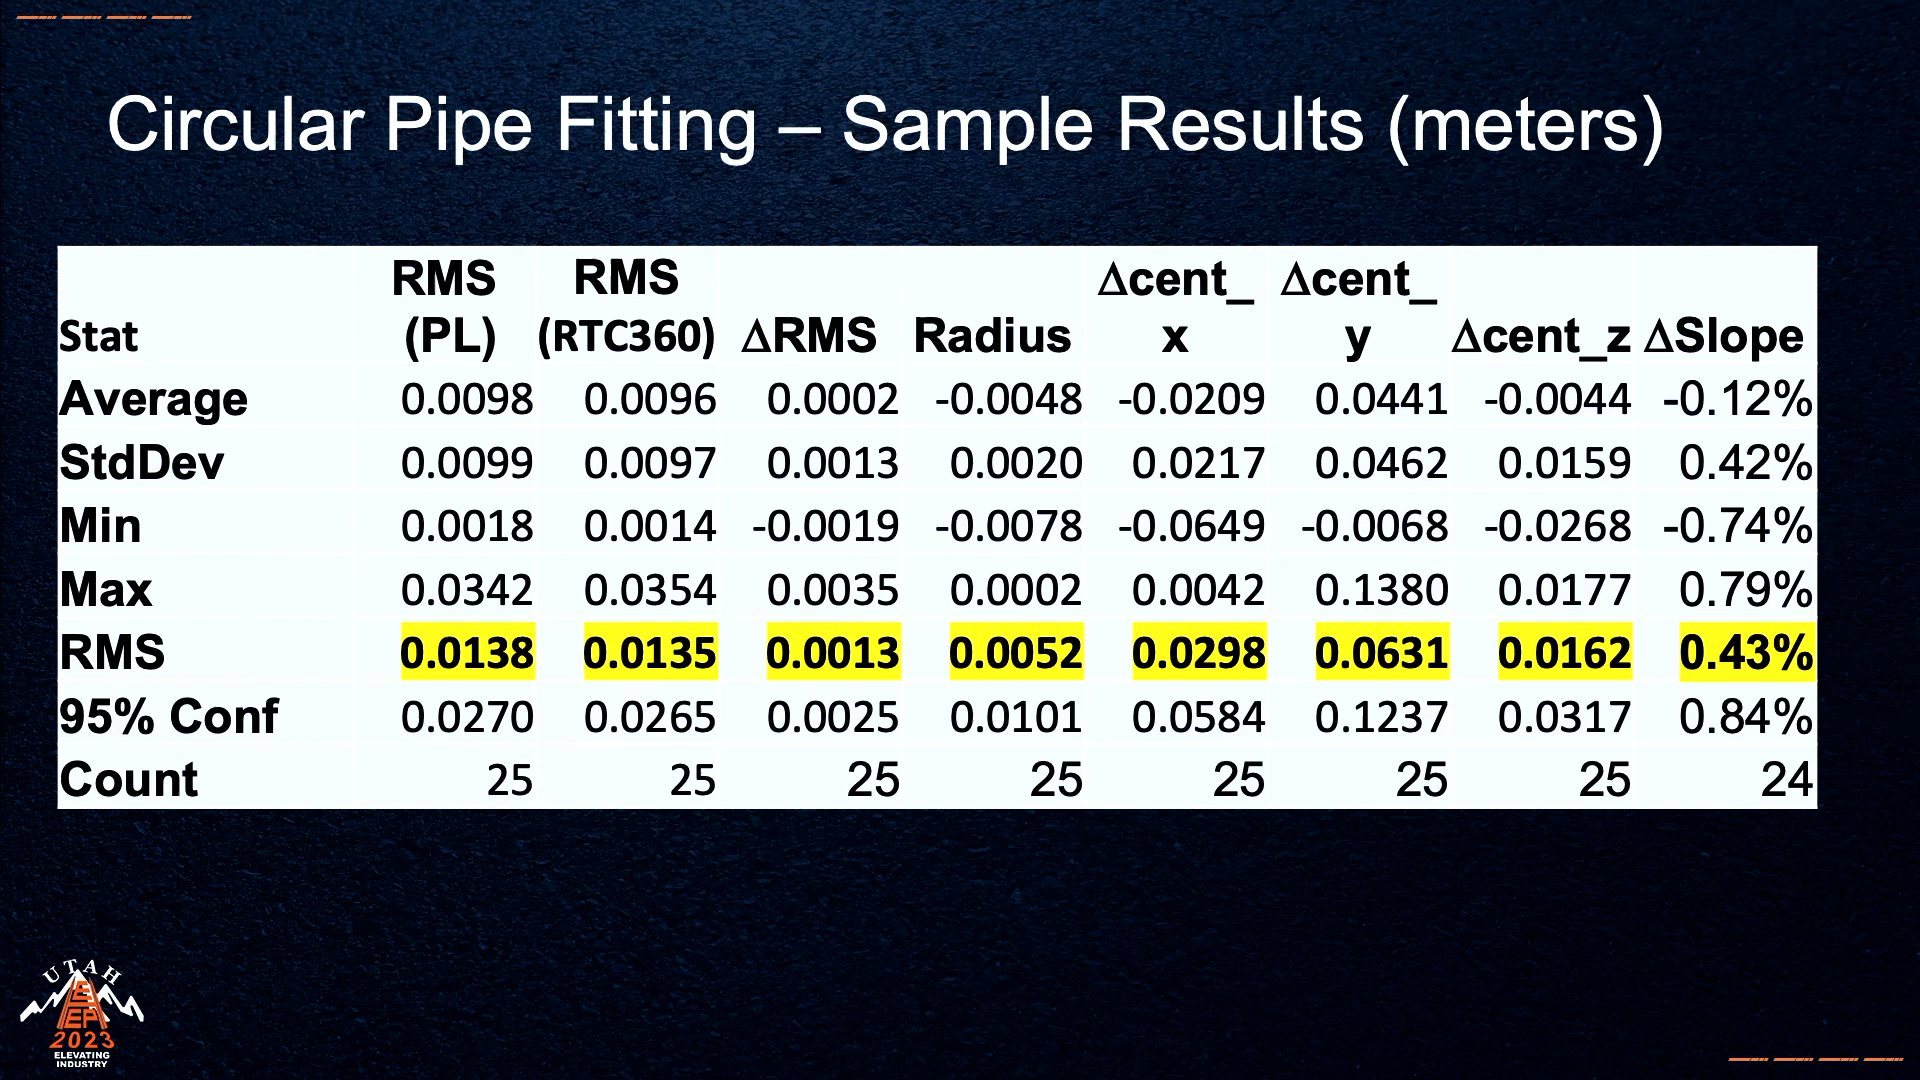 Circular Pipe Fitting – Sample Results (meters)
Stat RMS (PL) RMS (RTC360) ΔRMS Radius Δcent_x Δcent_y Δcent_z ΔSlope
Average 0.0098 0.0096 0.0002 -0.0048 -0.0209 0.0441 -0.0044 -0.12%
StdDev 0.0099 0.0097 0.0013 0.0020 0.0217 0.0462 0.0159 0.42%
Min 0.0018 0.0014 -0.0019 -0.0078 -0.0649 -0.0068 -0.0268 -0.74%
Max 0.0342 0.0354 0.0035 0.0002 0.0042 0.1380 0.0177 0.79%
RMS 0.0138 0.0135 0.0013 0.0052 0.0298 0.0631 0.0162 0.43%
95% Conf 0.0270 0.0265 0.0025 0.0101 0.0584 0.1237 0.0317 0.84%
Count 25 25 25 25 25 25 25 24
UTAH
2023
ELEVATING
INDUSTRY